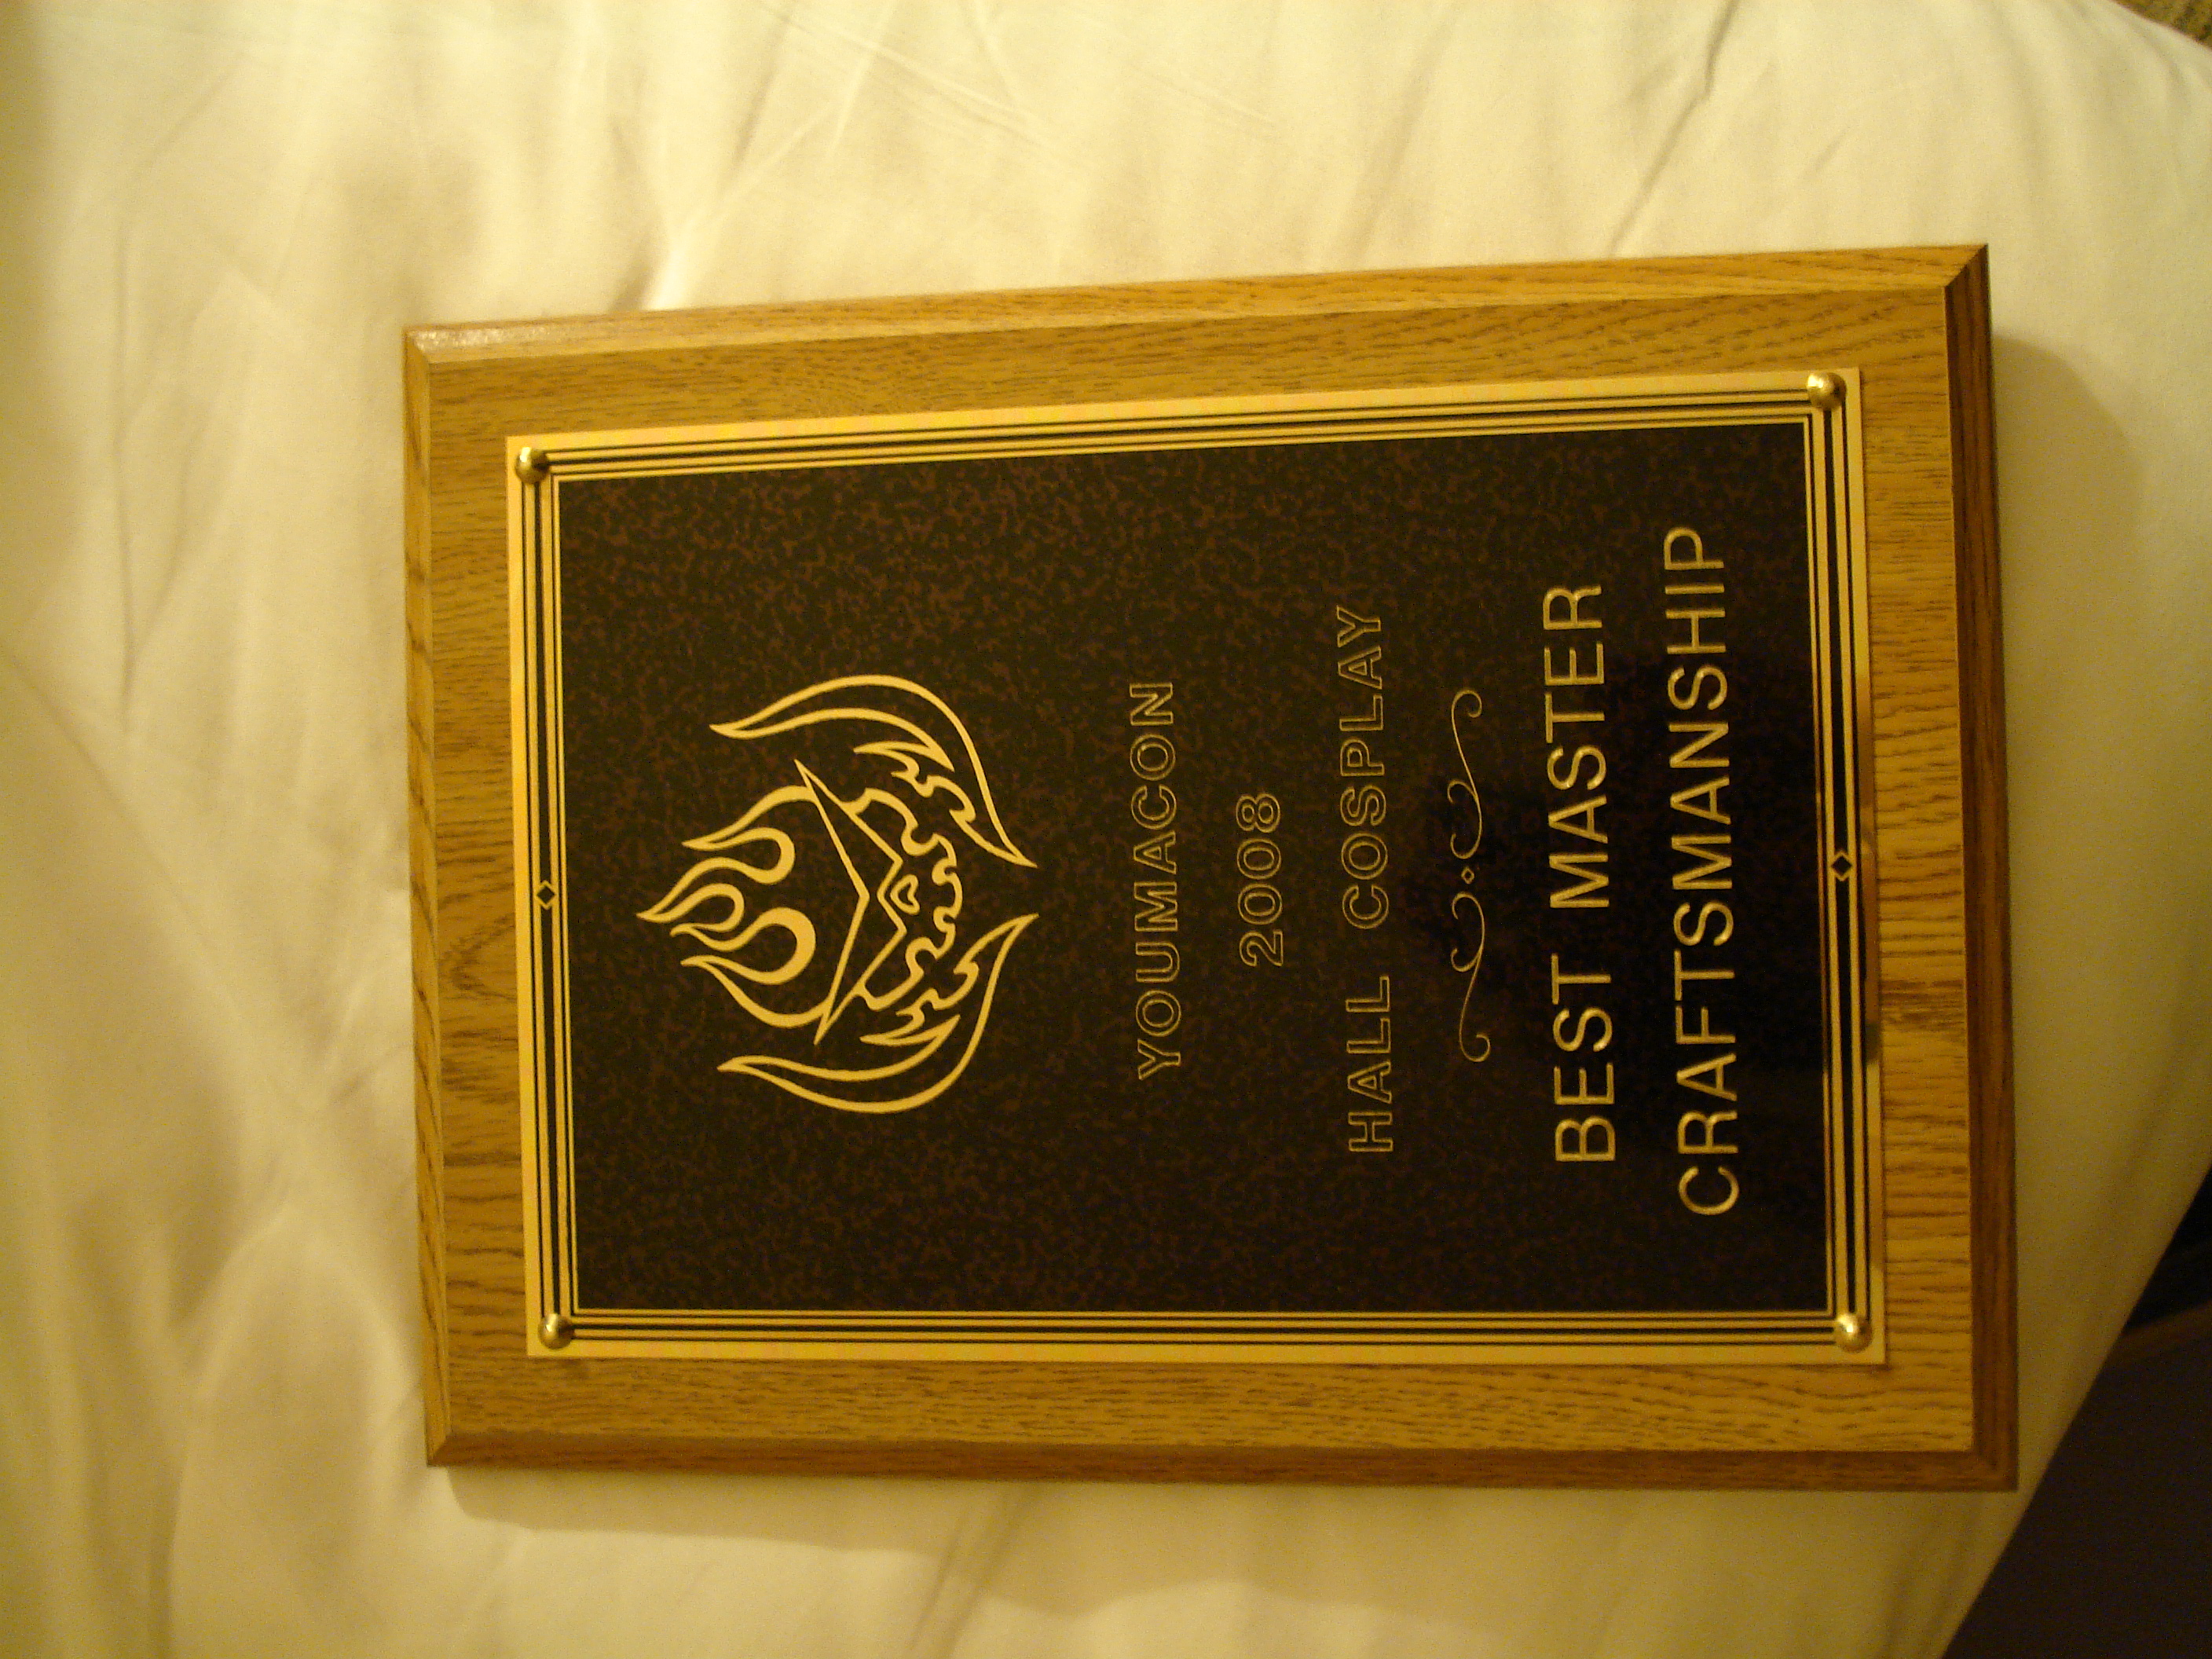 YOUMACON
2008
HALL COSPLAY
BEST MASTER
CRAFTSMANSHIP